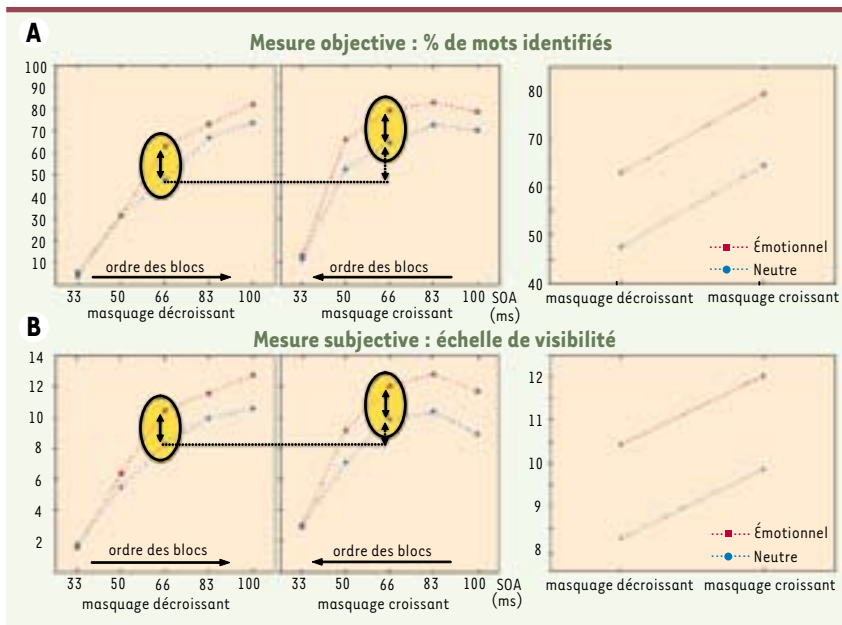 A
Mesure objective : % de mots identifiés
100
90
80
70
60
50
40
30
20
10
ordre des blocs
ordre des blocs
33 50 66 83 100
33 50 66 83 100 SOA
(ms)
masquage décroissant
masquage croissant
80
70
60
50
40
Émotionnel
Neutre
masquage décroissant masquage croissant
B
Mesure subjective : échelle de visibilité
14
12
10
8
6
4
2
ordre des blocs
ordre des blocs
33 50 66 83 100
33 50 66 83 100 SOA
(ms)
masquage décroissant
masquage croissant
12
11
10
9
8
Émotionnel
Neutre
masquage décroissant masquage croissant